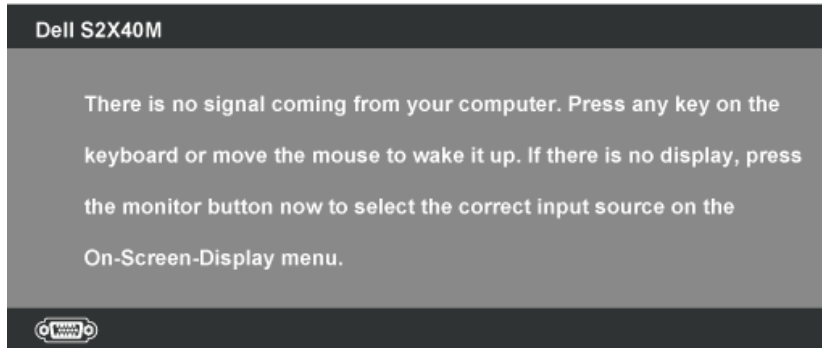 Dell S2X40M
There is no signal coming from your computer. Press any key on the
keyboard or move the mouse to wake it up. If there is no display, press
the monitor button now to select the correct input source on the
On-Screen-Display menu.